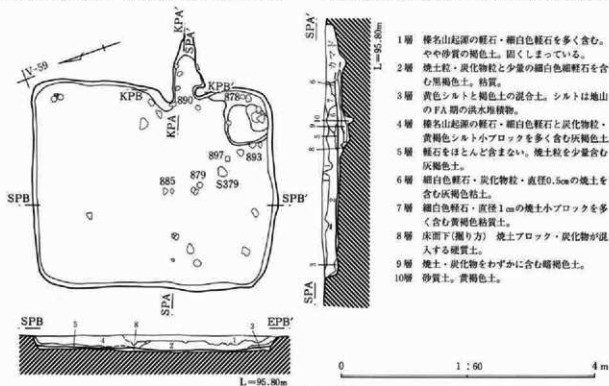 KPA'
SPA'
IV-59
KPB
890
KPB'
878
KPA
897
893
885
879
S379
SPB
SPB'
SPA
SPB
5
4
8
2
1
3
EPB'
L=95.80m
SPA'
カマド
L=95.80m
SPA
1層 榛名山起源の軽石・細白色軽石を多く含む。
やや砂質の褐色土。固くしまっている。
2層 焼土粒・炭化物粒と少量の細白色細軽石を含
む黒褐色土。粘質。
3層 黄色シルトと褐色土の混合土。シルトは地山
のFA期の洪水堆積物。
4層 榛名山起源の軽石・細白色軽石と炭化物粒・
黄褐色シルト小ブロックを多く含む灰褐色土
5層 軽石をほとんど含まない。焼土粒を少量含む
灰褐色土。
6層 細白色軽石・炭化物粒・直径0.5cmの焼土を
含む灰褐色粘土。
7層 細白色軽石・直径1cmの焼土小ブロックを多
く含む黄褐色粘質土。
8層 床面下(掘り方) 焼土ブロック・炭化物が混
入する硬質土。
9層 焼土・炭化物をわずかに含む暗褐色土。
10層 砂質土。黄褐色土。
0 1:60 4m